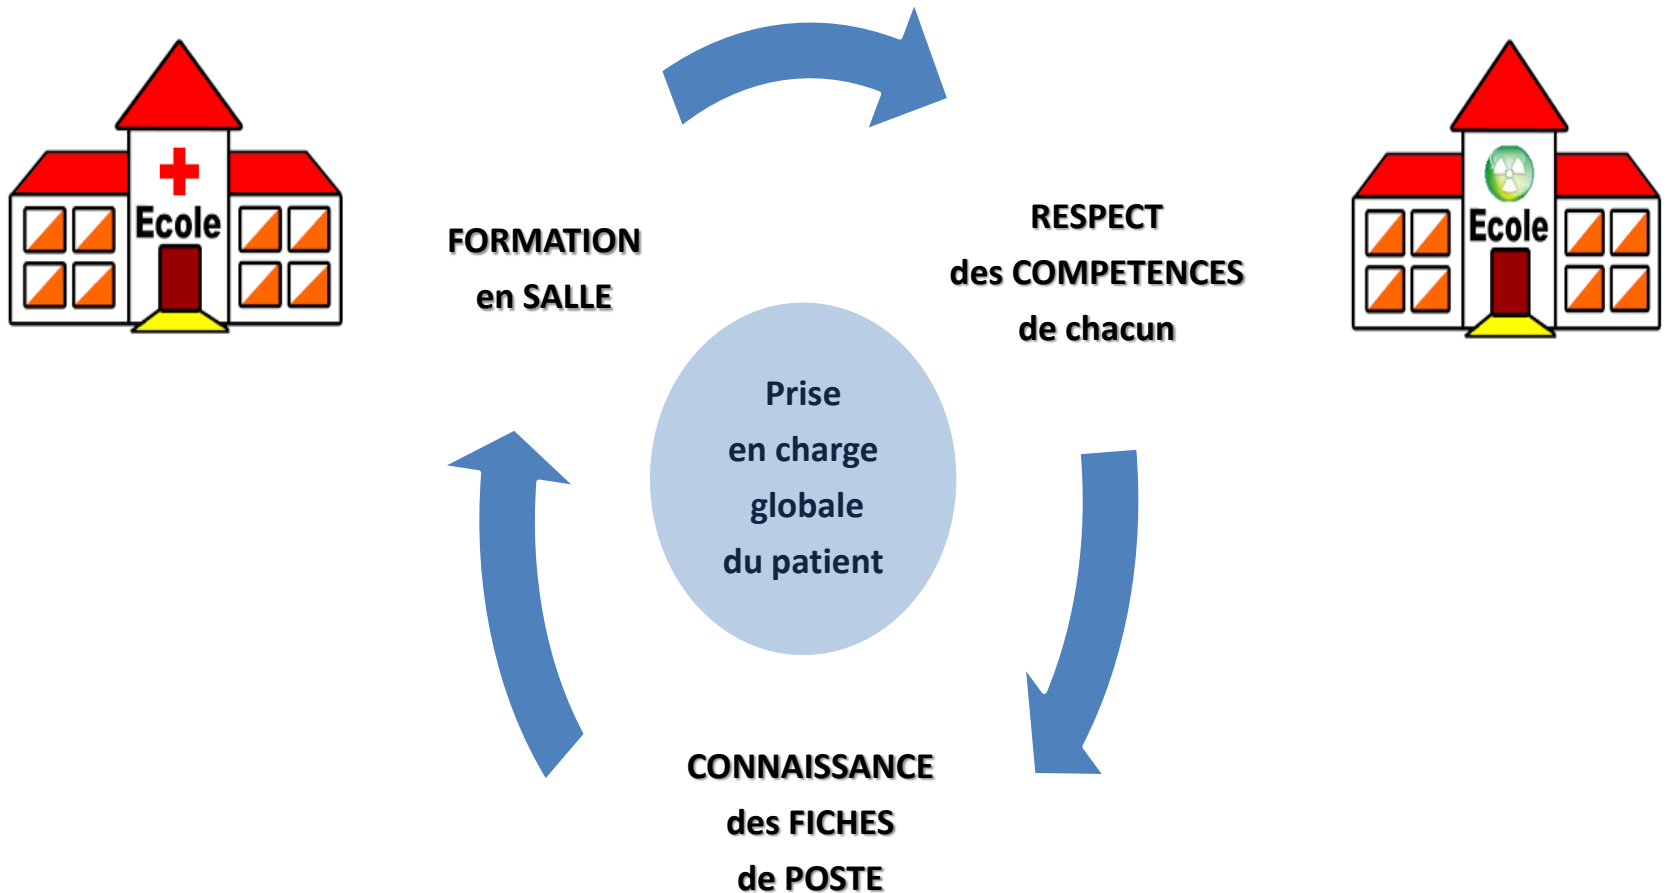 Ecole
FORMATION
en SALLE
RESPECT
des COMPETENCES
de chacun
Ecole
Prise
en charge
globale
du patient
CONNAISSANCE
des FICHES
de POSTE